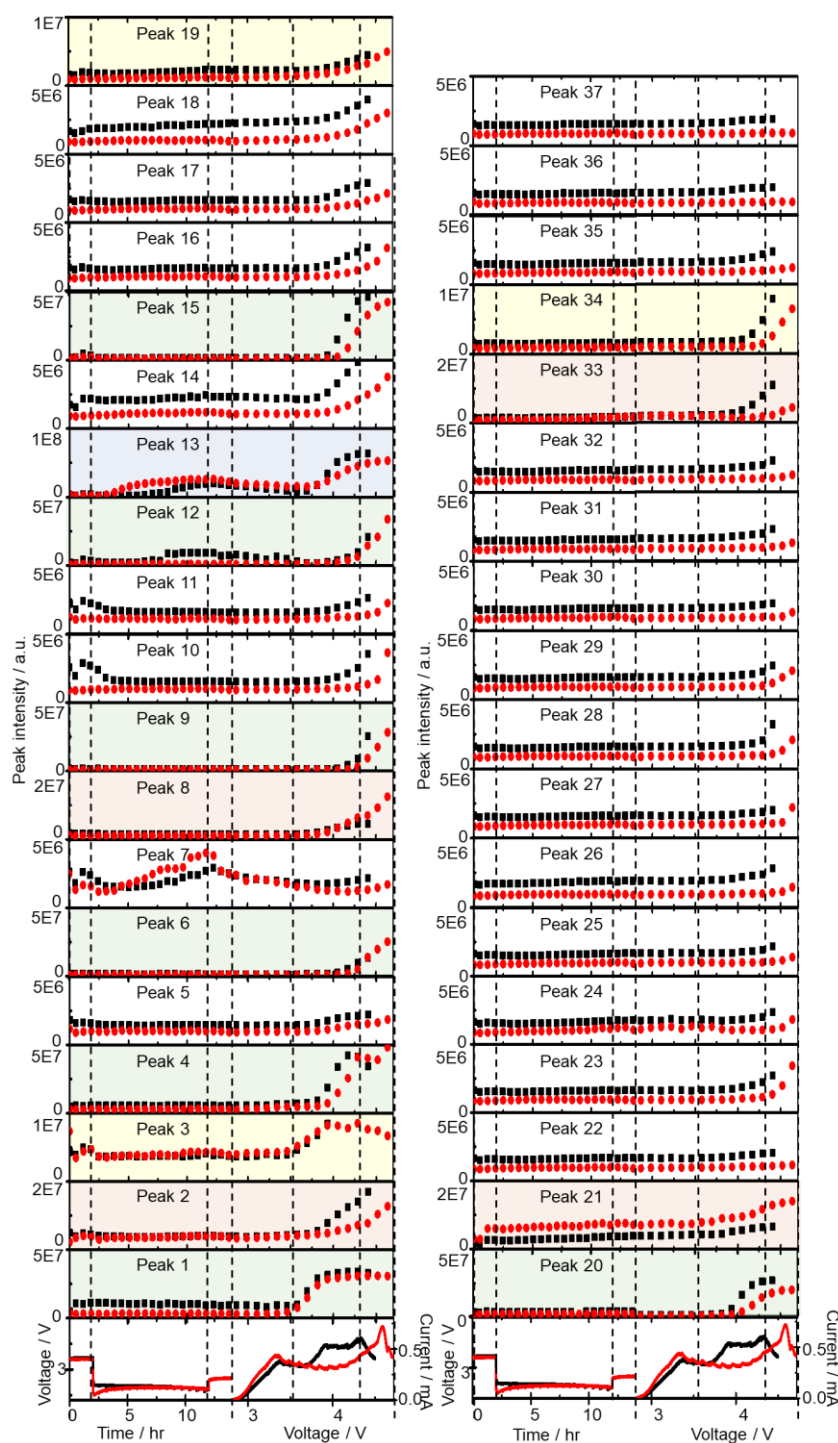 1E7
Peak 19
0
5E6
Peak 18
0
5E6
Peak 17
0
5E6
Peak 16
0
5E7
Peak 15
0
Peak 14
5E6
0
1E8
Peak 13
0
5E7
Peak 12
0
5E6
Peak 11
0
5E6
Peak 10
0
5E7
Peak 9
0
2E7
Peak 8
0
5E6
Peak 7
0
5E7
Peak 6
0
5E6
Peak 5
0
5E7
Peak 4
0
1E7
Peak 3
0
2E7
Peak 2
0
5E7
Peak 1
0
Peak intensity / a.u.
Voltage / V
3
Current / mA
0.50
0.00
0 5 10 3 4
Time / hr Voltage / V
5E6
Peak 37
0
5E6
Peak 36
0
5E6
Peak 35
0
1E7
Peak 34
0
2E7
Peak 33
0
5E6
Peak 32
0
5E6
Peak 31
0
5E6
Peak 30
0
5E6
Peak 29
0
5E6
Peak 28
0
5E6
Peak 27
0
5E6
Peak 26
0
5E6
Peak 25
0
5E6
Peak 24
0
5E6
Peak 23
0
5E6
Peak 22
0
2E7
Peak 21
0
5E7
Peak 20
0
Peak intensity / a.u.
Voltage / V
3
Current / mA
0.50
0.00
0 5 10 3 4
Time / hr Voltage / V